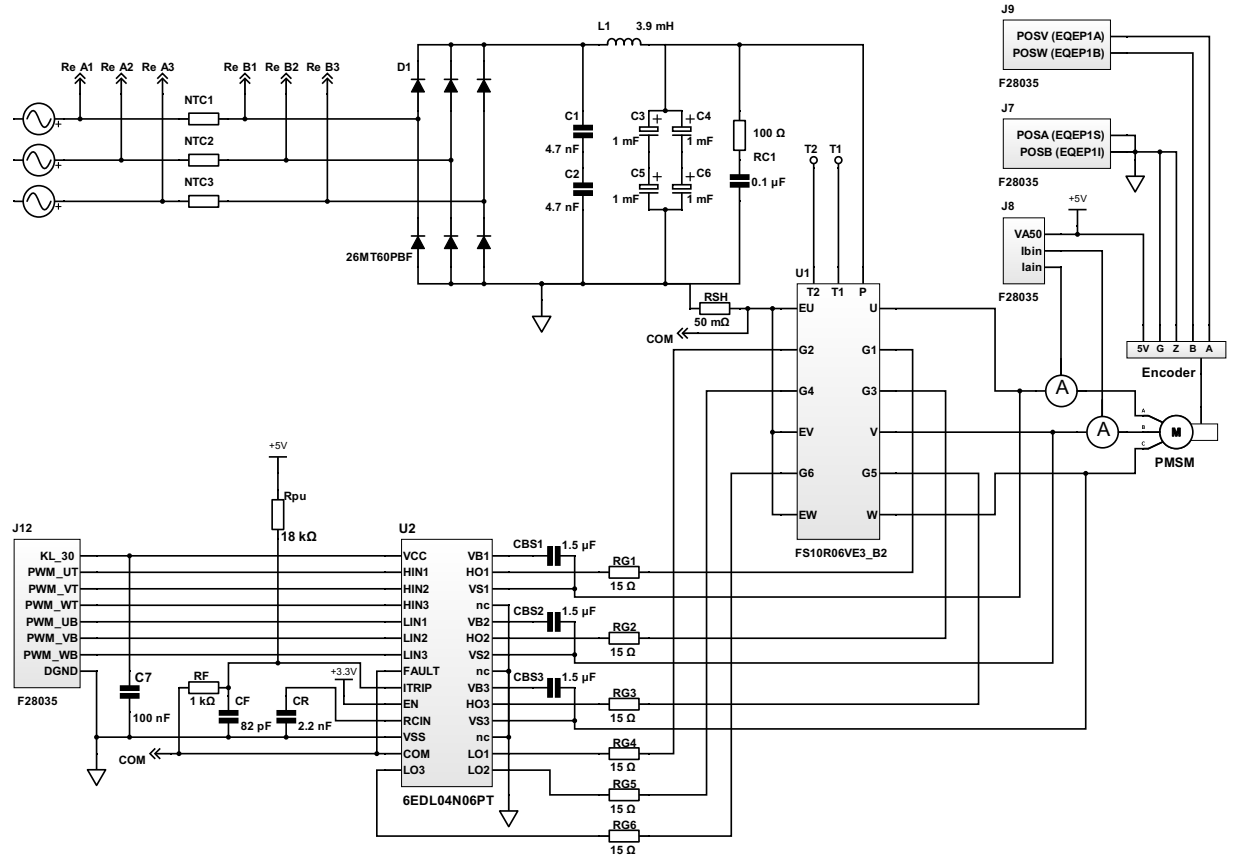 J9
POSV (EQEP1A)
POSW (EQEP1B)
F28035
L1 3.9 mH
Re A1 Re A2 Re A3 Re B1 Re B2 Re B3 D1
NTC1
NTC2
NTC3
+
+
+
C1
4.7 nF
C2
4.7 nF
C3 + + C4
1 mF 1 mF
C5 + + C6
1 mF 1 mF
100 Ω
RC1
0.1 µF
T2 T1
J7
POSA (EQEP1S)
POSB (EQEP1I)
F28035
J8
+5V
VA50
Ibin
Iain
F28035
26MT60PBF
RSH
50 mΩ
COM
U1
T2 T1 P
EU U
G2 G1
G4 G3
EV V
G6 G5
EW W
FS10R06VE3_B2
5V G Z B A
Encoder
A
A
A
B
C
M
PMSM
+5V
Rpu
18 kΩ
J12
KL_30
PWM_UT
PWM_VT
PWM_WT
PWM_UB
PWM_VB
PWM_WB
DGND
F28035
C7
100 nF
RF
1 kΩ
CF
82 pF
CR
2.2 nF
+3.3V
COM
U2
VCC VB1
HIN1 HO1
HIN2 VS1
HIN3 nc
LIN1 VB2
LIN2 HO2
LIN3 VS2
FAULT nc
ITRIP VB3
EN HO3
RCIN VS3
VSS nc
COM LO1
LO3 LO2
6EDL04N06PT
CBS1 1.5 µF
CBS2 1.5 µF
CBS3 1.5 µF
RG1
15 Ω
RG2
15 Ω
RG3
15 Ω
RG4
15 Ω
RG5
15 Ω
RG6
15 Ω